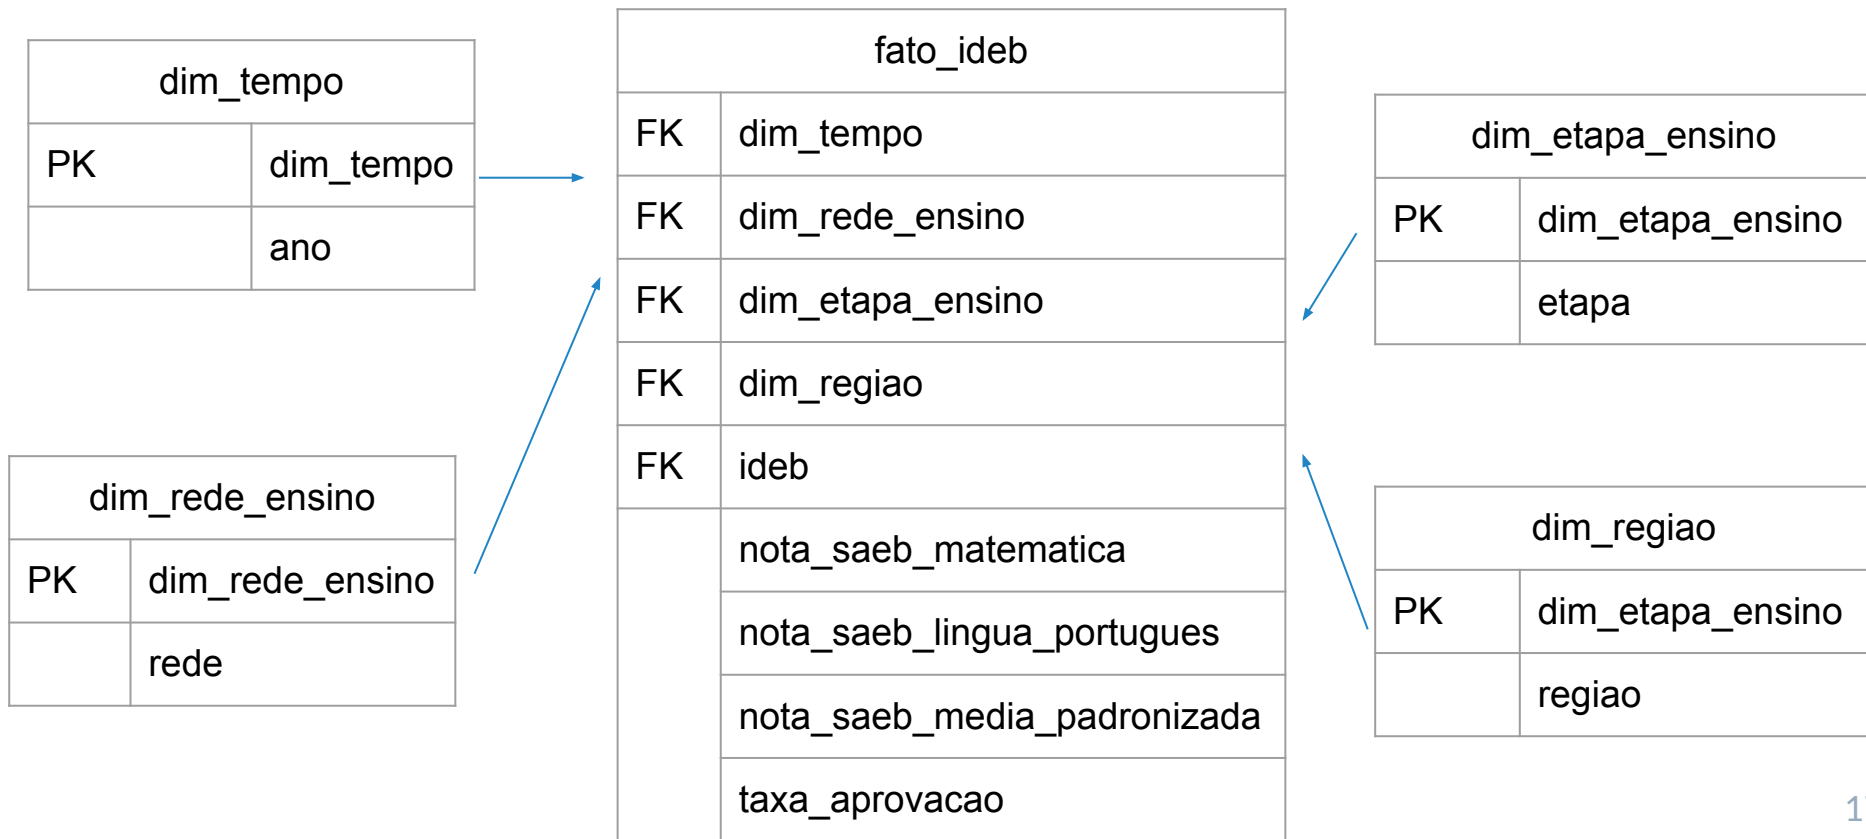 dim_tempo
PK dim_tempo
ano
dim_rede_ensino
PK dim_rede_ensino
rede
fato_ideb
FK dim_tempo
FK dim_rede_ensino
FK dim_etapa_ensino
FK dim_regiao
FK ideb
nota_saeb_matematica
nota_saeb_lingua_portugues
nota_saeb_media_padronizada
taxa_aprovacao
dim_etapa_ensino
PK dim_etapa_ensino
etapa
dim_regiao
PK dim_etapa_ensino
regiao